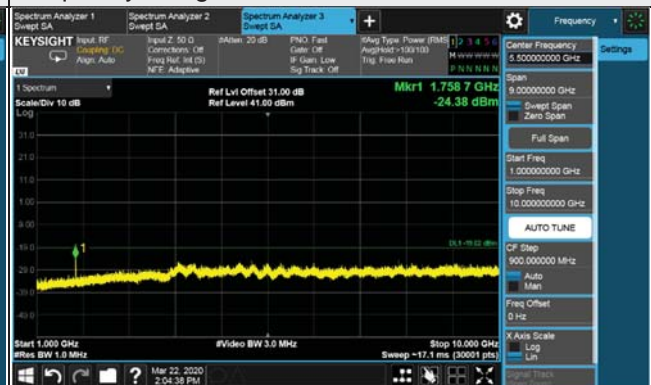 Spectrum Analyzer 1
Swept SA
Spectrum Analyzer 2
Swept SA
Spectrum Analyzer 3
Swept SA
+
Frequency
KEYSIGHT
Input: RF
Coupling: DC
Align: Auto
Input Z: 50 Ω
Corrections: Off
Freq Ref: Int (S)
NFE: Adaptive
#Atten: 20 dB
PNO: Fast
Gate: Off
IF Gain: Low
Sig Track: Off
#Avg Type: Power (RMS
Avg|Hold:>100/100
Trig: Free Run
1 2 3 4 5 6
M W W W W W
P N N N N N
LW
1 Spectrum
Scale/Div 10 dB
Log
Ref Lvl Offset 31.00 dB
Ref Level 41.00 dBm
Mkr1 1.758 7 GHz
-24.38 dBm
31.0
21.0
11.0
1.00
-9.00
-19.0
-29.0
-39.0
-49.0
1
DL1 -19.02 dBm
Start 1.000 GHz
#Res BW 1.0 MHz
#Video BW 3.0 MHz
Stop 10.000 GHz
Sweep ~17.1 ms (30001 pts)
Mar 22, 2020
2:04:38 PM
Center Frequency
5.500000000 GHz
Settings
Span
9.00000000 GHz
Swept Span
Zero Span
Full Span
Start Freq
1.000000000 GHz
Stop Freq
10.000000000 GHz
AUTO TUNE
CF Step
900.000000 MHz
Auto
Man
Freq Offset
0 Hz
X Axis Scale
Log
Lin
Signal Track